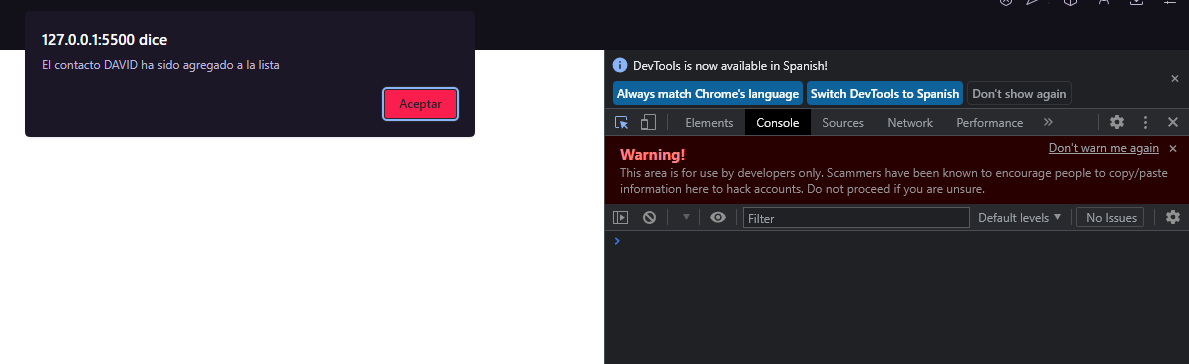 127.0.0.1:5500 dice
El contacto DAVID ha sido agregado a la lista
Aceptar
DevTools is now available in Spanish!
Always match Chrome's language Switch DevTools to Spanish Don't show again
Elements Console Sources Network Performance
Warning! Don't warn me again
This area is for use by developers only. Scammers have been known to encourage people to copy/paste
information here to hack accounts. Do not proceed if you are unsure.
Filter Default levels No Issues